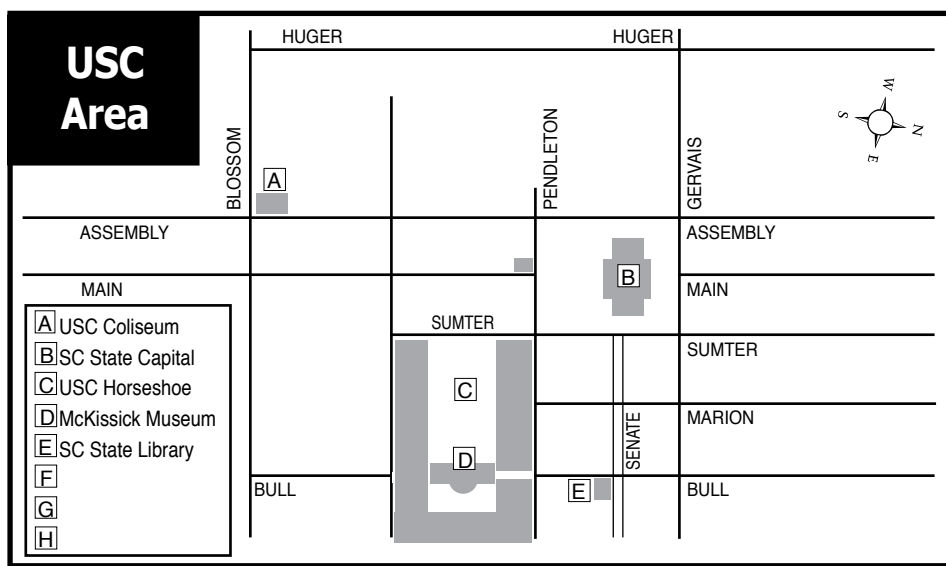 USC
Area
HUGER
HUGER
BLOSSOM
PENDLETON
GERVAIS
W
S
N
E
A
ASSEMBLY
ASSEMBLY
B
MAIN
MAIN
SUMTER
SUMTER
C
MARION
SENATE
D
BULL
E
BULL
A USC Coliseum
B SC State Capital
C USC Horseshoe
D McKissick Museum
E SC State Library
F
G
H